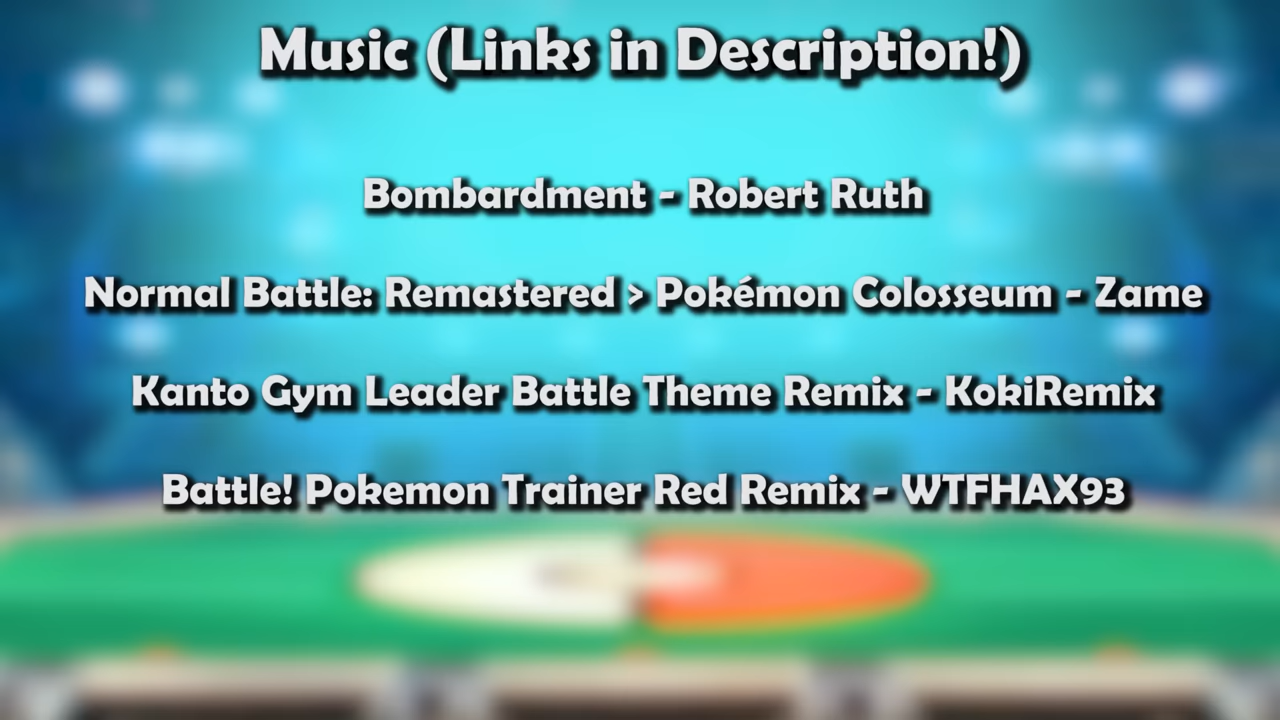 Music (Links in Description!)
Bombardment - Robert Ruth
Normal Battle: Remastered > Pokémon Colosseum - Zame
Kanto Gym Leader Battle Theme Remix - KokiRemix
Battle! Pokemon Trainer Red Remix - WTFHAX93